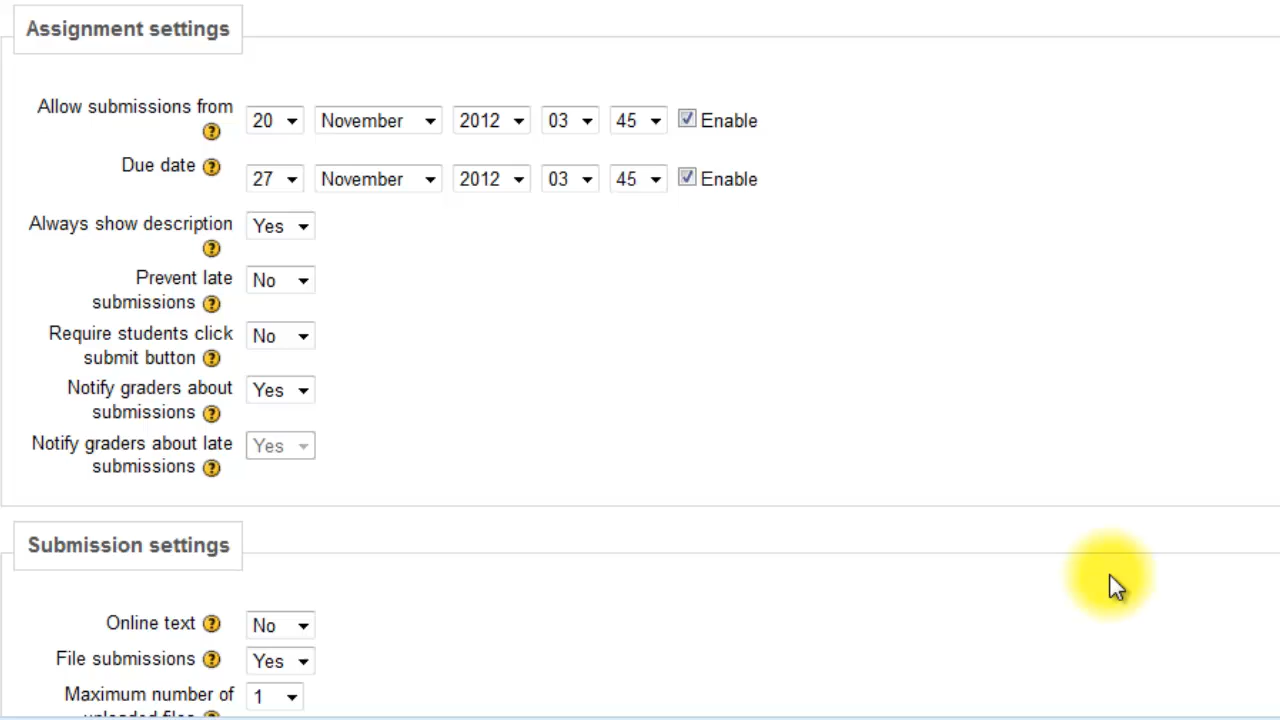 Assignment settings
Allow submissions from
20 November 2012 03 45 Enable
Due date
27 November 2012 03 45 Enable
Always show description
Yes
Prevent late
submissions
No
Require students click
submit button
No
Notify graders about
submissions
Yes
Notify graders about late
submissions
Yes
Submission settings
Online text
No
File submissions
Yes
Maximum number of
uploaded files
1